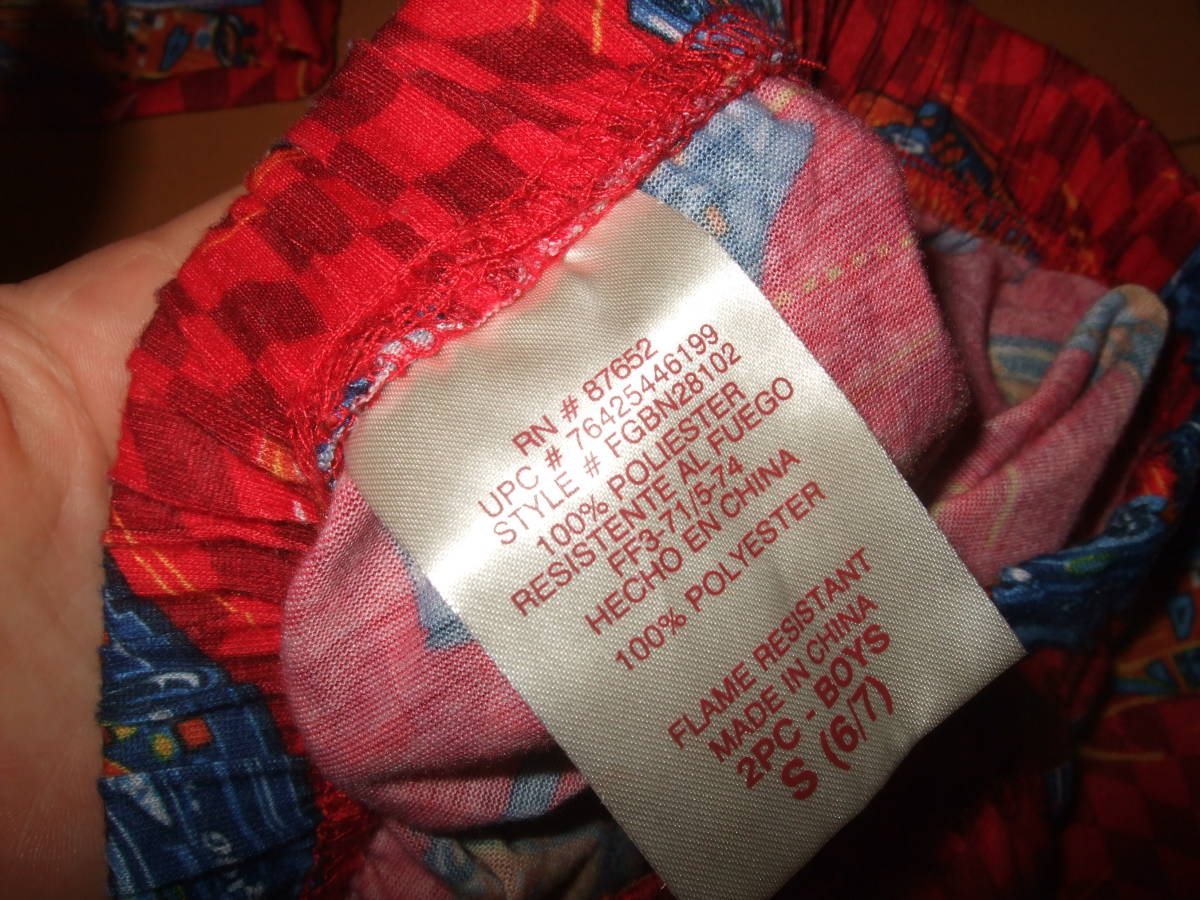 RN # 87652
UPC # 76425446199
STYLE # FGBN28102
100% POLIESTER
RESISTENTE AL FUEGO
FF3-71/5-74
HECHO EN CHINA
100% POLYESTER
FLAME RESISTANT
MADE IN CHINA
2PC - BOYS
S (6/7)